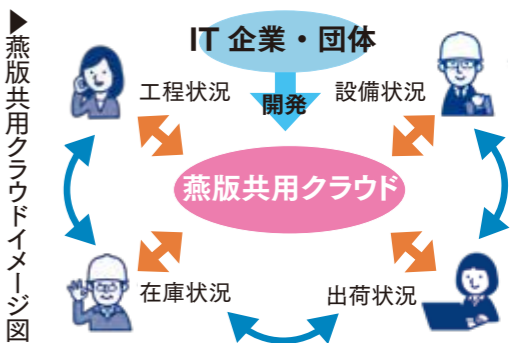 ▶燕版共用クラウドイメージ図
IT 企業・団体
工程状況
開発
設備状況
燕版共用クラウド
在庫状況
出荷状況